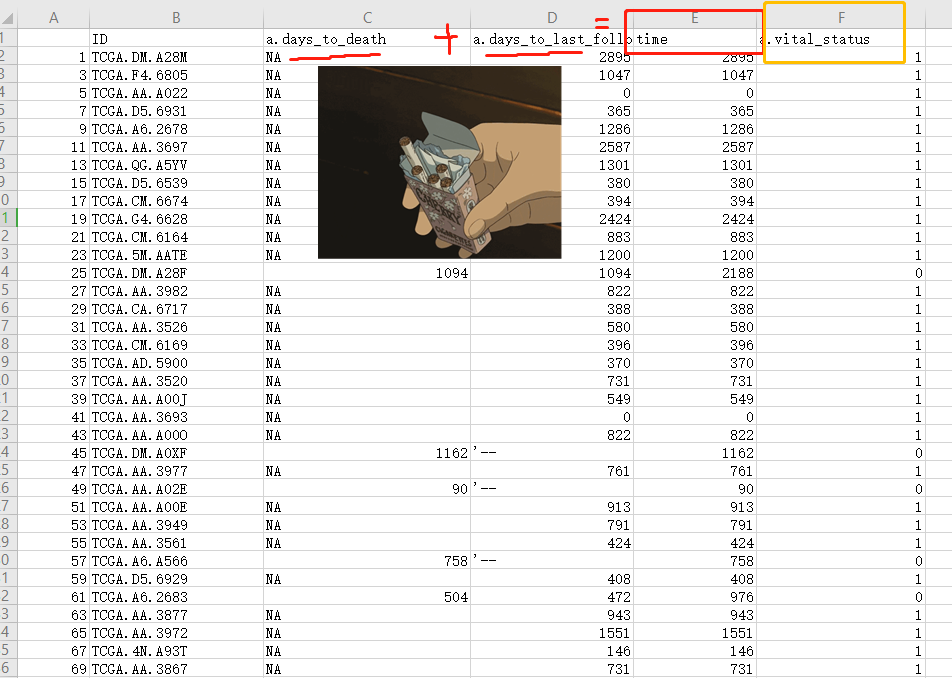 A B C D E F
1 ID a.days_to_death + a.days_to_last_follo = time a.vital_status
2 1 TCGA.DM.A28M NA 2895 2895 1
3 3 TCGA.F4.6805 NA 1047 1047 1
4 5 TCGA.AA.A022 NA 0 0 1
5 7 TCGA.D5.6931 NA 365 365 1
6 9 TCGA.A6.2678 NA 1286 1286 1
7 11 TCGA.AA.3697 NA 2587 2587 1
8 13 TCGA.QG.A5YV NA 1301 1301 1
9 15 TCGA.D5.6539 NA 380 380 1
0 17 TCGA.CM.6674 NA 394 394 1
1 19 TCGA.G4.6628 NA 2424 2424 1
2 21 TCGA.CM.6164 NA 883 883 1
3 23 TCGA.5M.AATE NA 1200 1200 1
4 25 TCGA.DM.A28F 1094 1094 2188 0
5 27 TCGA.AA.3982 NA 822 822 1
6 29 TCGA.CA.6717 NA 388 388 1
7 31 TCGA.AA.3526 NA 580 580 1
8 33 TCGA.CM.6169 NA 396 396 1
9 35 TCGA.AD.5900 NA 370 370 1
0 37 TCGA.AA.3520 NA 731 731 1
1 39 TCGA.AA.A00J NA 549 549 1
2 41 TCGA.AA.3693 NA 0 0 1
3 43 TCGA.AA.A00O NA 822 822 1
4 45 TCGA.DM.A0XF 1162 '-- 1162 0
5 47 TCGA.AA.3977 NA 761 761 1
6 49 TCGA.AA.A02E 90 '-- 90 0
7 51 TCGA.AA.A00E NA 913 913 1
8 53 TCGA.AA.3949 NA 791 791 1
9 55 TCGA.AA.3561 NA 424 424 1
0 57 TCGA.A6.A566 758 '-- 758 0
1 59 TCGA.D5.6929 NA 408 408 1
2 61 TCGA.A6.2683 504 472 976 0
3 63 TCGA.AA.3877 NA 943 943 1
4 65 TCGA.AA.3972 NA 1551 1551 1
5 67 TCGA.4N.A93T NA 146 146 1
6 69 TCGA.AA.3867 NA 731 731 1